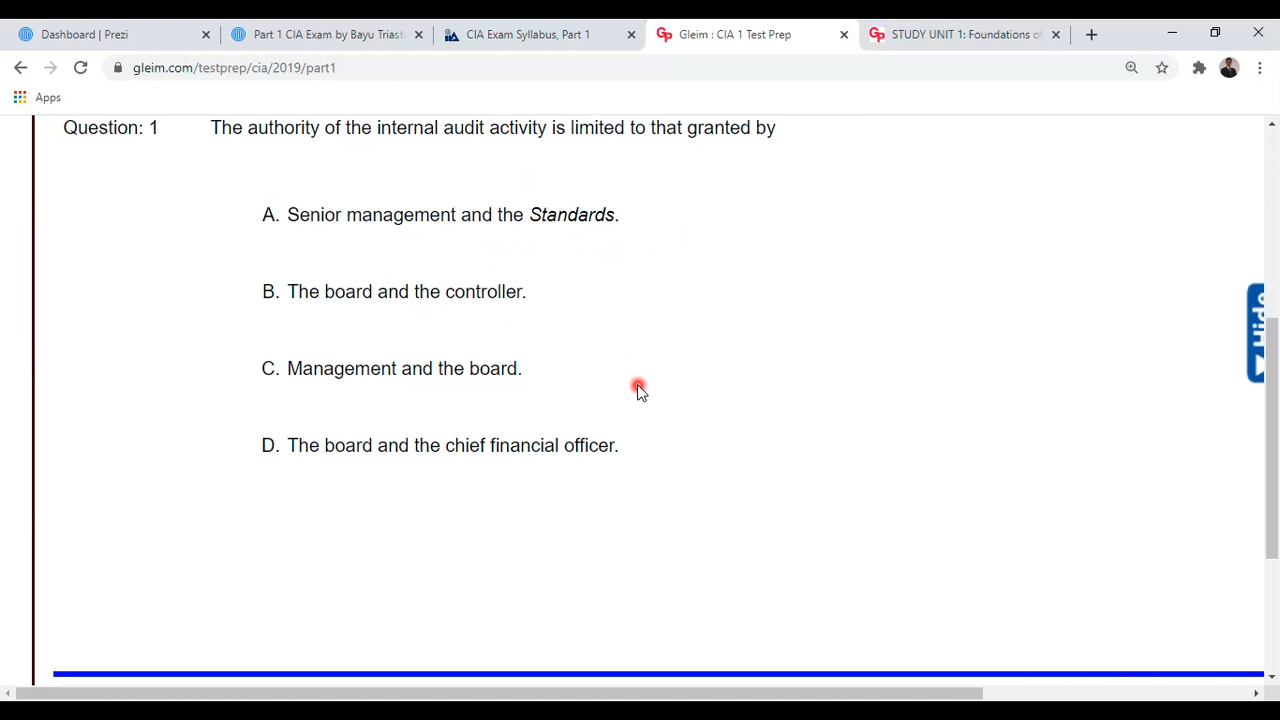 Dashboard | Prezi
Part 1 CIA Exam by Bayu Triast
CIA Exam Syllabus, Part 1
Gleim : CIA 1 Test Prep
STUDY UNIT 1: Foundations of
gleim.com/testprep/cia/2019/part1
Apps
Question: 1 The authority of the internal audit activity is limited to that granted by
A. Senior management and the Standards.
B. The board and the controller.
C. Management and the board.
D. The board and the chief financial officer.
Hide